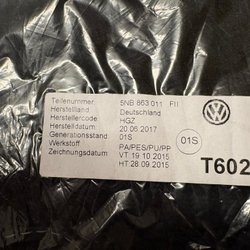 Teilenummer 5NB 863 011 FII
Herstellland Deutschland
Herstellercode HGZ
Herstelldatum 20.06.2017
Generationsstand 01S
Werkstoff PA/PES/PU/PP
Zeichnungsdatum VT 19.10.2015
HT 28.09.2015
01S
T602